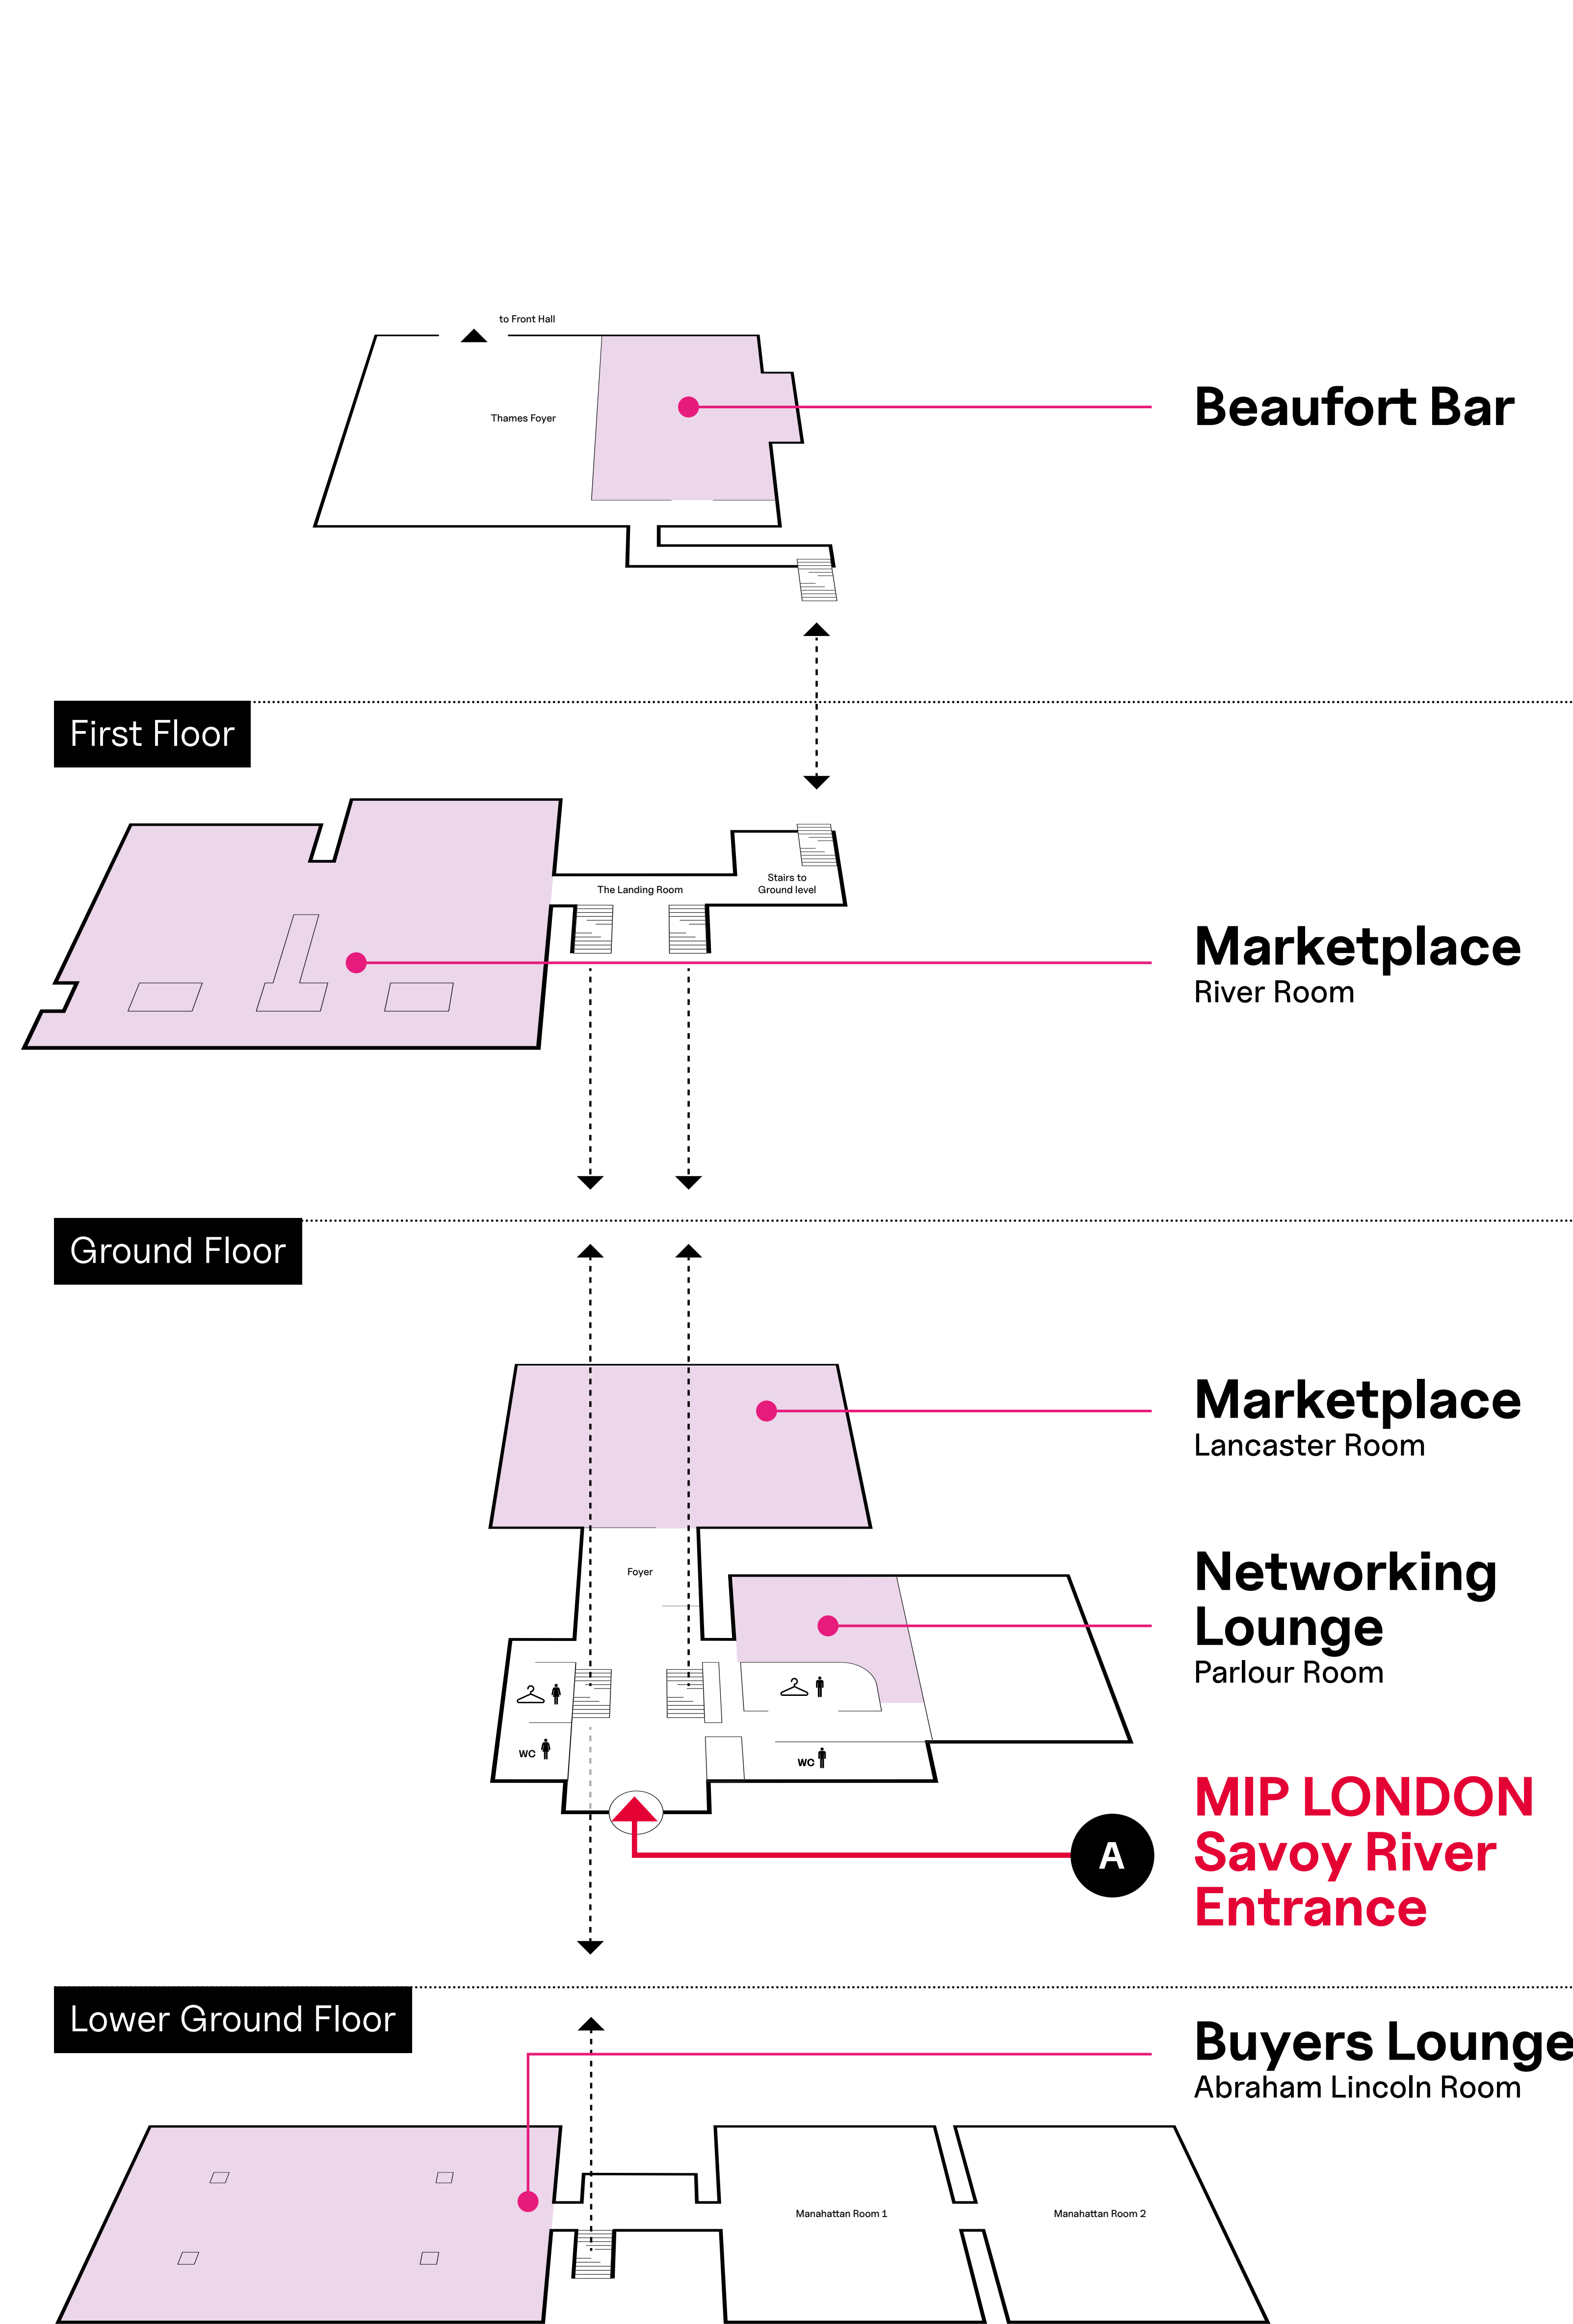 to Front Hall
Thames Foyer
Beaufort Bar
First Floor
The Landing Room
Stairs to
Ground level
Marketplace
River Room
Ground Floor
Marketplace
Lancaster Room
Foyer
Networking
Lounge
Parlour Room
WC
WC
MIP LONDON
Savoy River
Entrance
A
Lower Ground Floor
Buyers Lounge
Abraham Lincoln Room
Manahattan Room 1
Manahattan Room 2